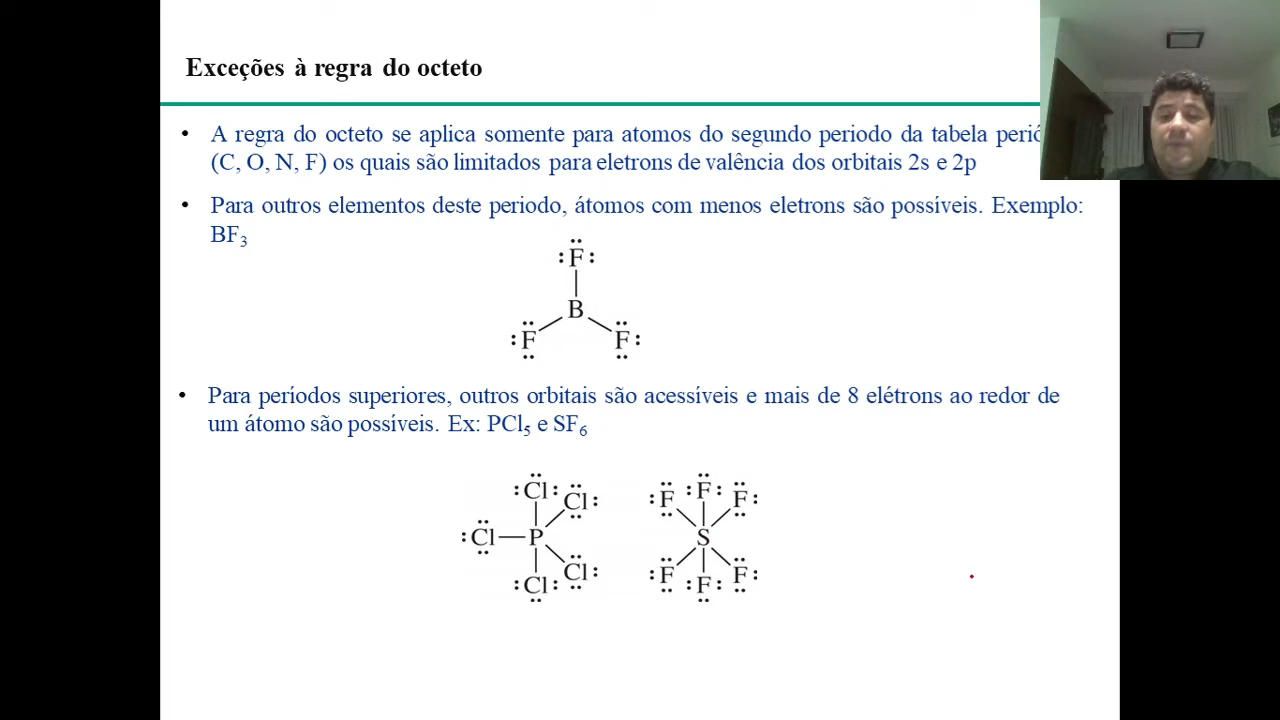 Exceções à regra do octeto
• A regra do octeto se aplica somente para atomos do segundo periodo da tabela
(C, O, N, F) os quais são limitados para eletrons de valência dos orbitais 2s e 2p
• Para outros elementos deste periodo, átomos com menos eletrons são possíveis. Exemplo:
BF3
F
B
F F
• Para períodos superiores, outros orbitais são acessíveis e mais de 8 elétrons ao redor de
um átomo são possíveis. Ex: PCl5 e SF6
Cl Cl F F F
Cl P S
Cl Cl F F F